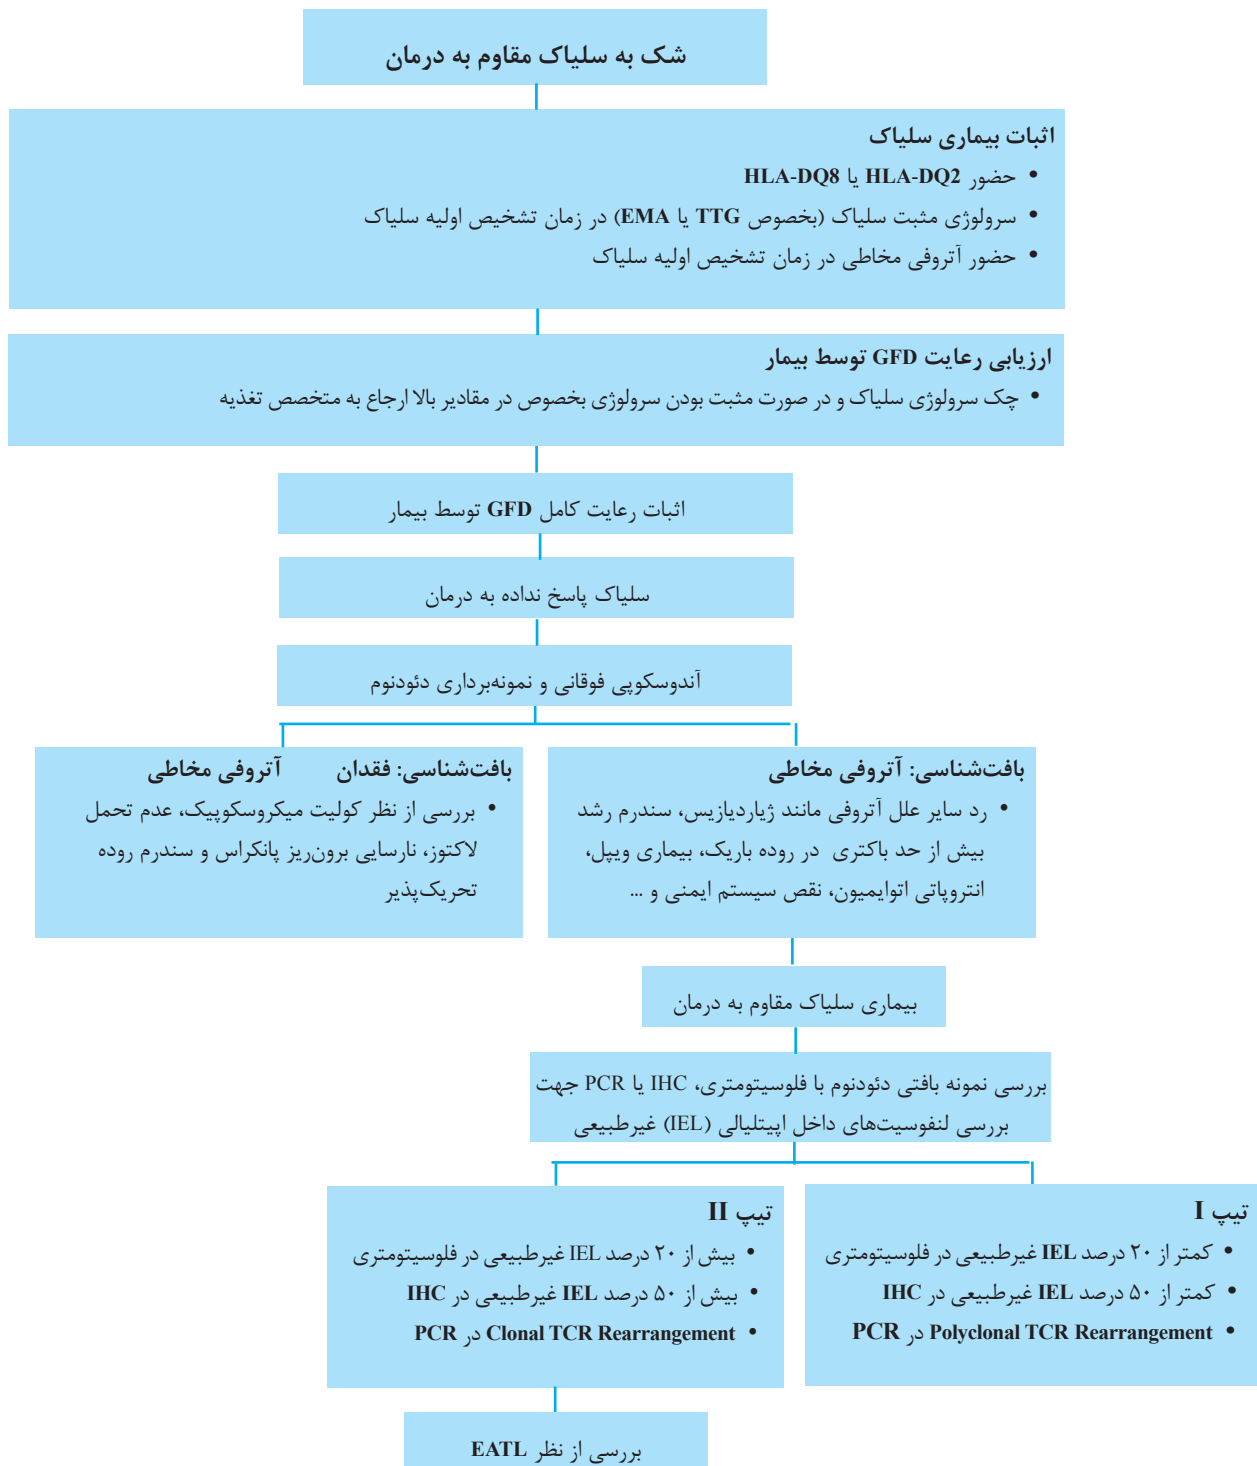 شک به سلیاک مقاوم به درمان
اثبات بیماری سلیاک
• حضور HLA-DQ2 یا HLA-DQ8
• سرولوژی مثبت سلیاک (بخصوص TTG یا EMA) در زمان تشخیص اولیه سلیاک
• حضور آتروفی مخاطی در زمان تشخیص اولیه سلیاک
ارزیابی رعایت GFD توسط بیمار
• چک سرولوژی سلیاک و در صورت مثبت بودن سرولوژی بخصوص در مقادیر بالا ارجاع به متخصص تغذیه
اثبات رعایت کامل GFD توسط بیمار
سلیاک پاسخ نداده به درمان
آندوسکوپی فوقانی و نمونه‌برداری دئودنوم
بافت‌شناسی: آتروفی مخاطی
• رد سایر علل آتروفی مانند ژیاردیازیس، سندرم رشد
بیش از حد باکتری در روده باریک، بیماری ویپل،
انتروپاتی اتوایمیون، نقص سیستم ایمنی و ...
بافت‌شناسی: فقدان آتروفی مخاطی
• بررسی از نظر کولیت میکروسکوپیک، عدم تحمل
لاکتوز، نارسایی برون‌ریز پانکراس و سندرم روده
تحریک‌پذیر
بیماری سلیاک مقاوم به درمان
بررسی نمونه بافتی دئودنوم با فلوسیتومتری، IHC یا PCR جهت
بررسی لنفوسیت‌های داخل اپیتلیالی (IEL) غیرطبیعی
تیپ I
• کمتر از ۲۰ درصد IEL غیرطبیعی در فلوسیتومتری
• کمتر از ۵۰ درصد IEL غیرطبیعی در IHC
• Polyclonal TCR Rearrangement در PCR
تیپ II
• بیش از ۲۰ درصد IEL غیرطبیعی در فلوسیتومتری
• بیش از ۵۰ درصد IEL غیرطبیعی در IHC
• Clonal TCR Rearrangement در PCR
بررسی از نظر EATL